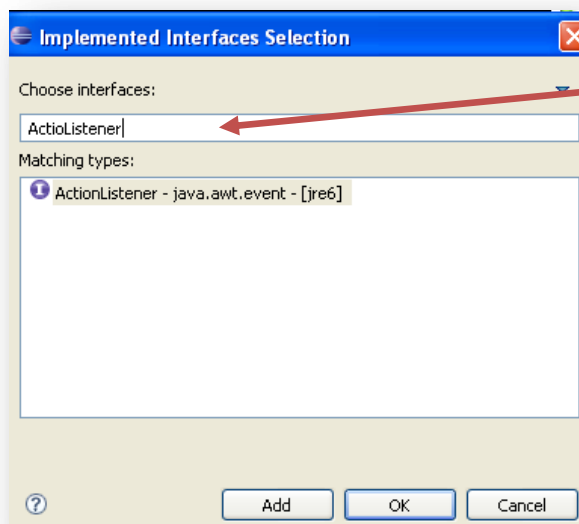 Implemented Interfaces Selection
Choose interfaces:
ActioListener
Matching types:
ActionListener - java.awt.event - [jre6]
Add OK Cancel